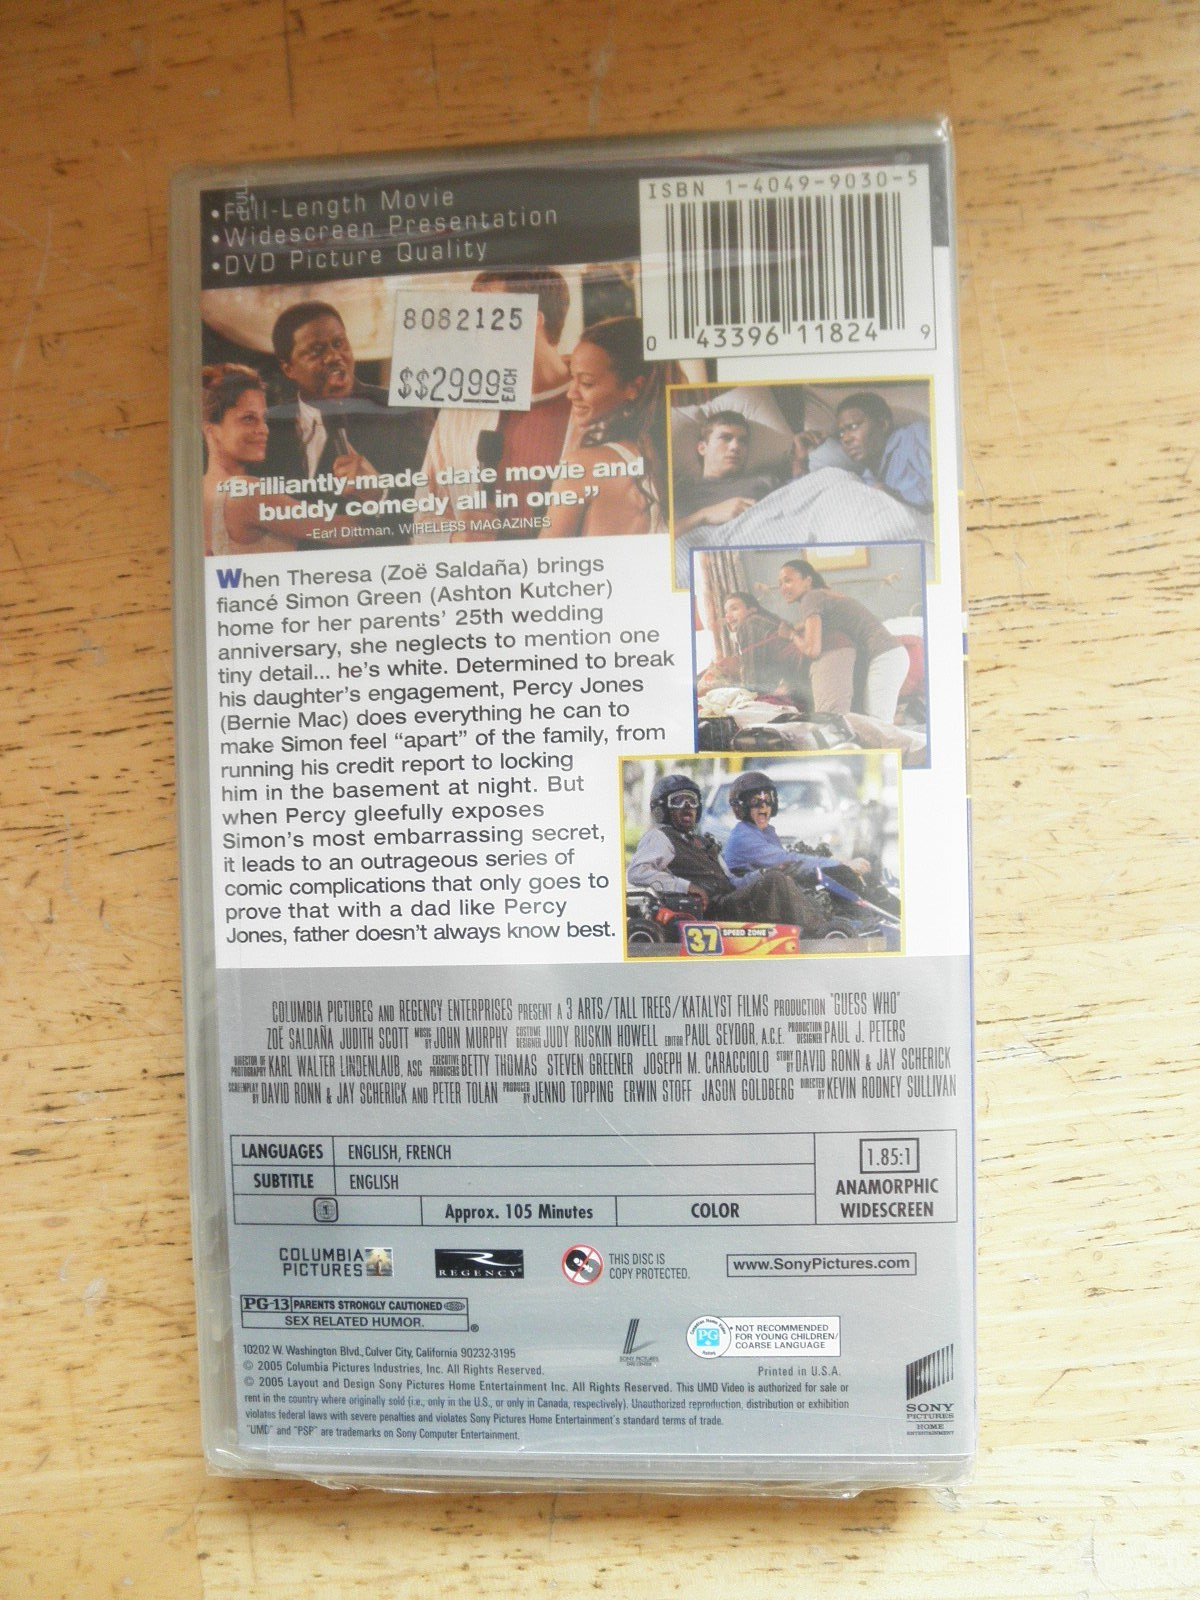 PULL
•Full-Length Movie
•Widescreen Presentation
•DVD Picture Quality
ISBN 1-4049-9030-5
0 43396 11824 9
8082125
$$29.99 EACH
“Brilliantly-made date movie and
buddy comedy all in one.”
–Earl Dittman, WIRELESS MAGAZINES
When Theresa (Zoë Saldaña) brings
fiancé Simon Green (Ashton Kutcher)
home for her parents’ 25th wedding
anniversary, she neglects to mention one
tiny detail... he’s white. Determined to break
his daughter’s engagement, Percy Jones
(Bernie Mac) does everything he can to
make Simon feel “apart” of the family, from
running his credit report to locking
him in the basement at night. But
when Percy gleefully exposes
Simon’s most embarrassing secret,
it leads to an outrageous series of
comic complications that only goes to
prove that with a dad like Percy
Jones, father doesn’t always know best.
37 SPEED ZONE
COLUMBIA PICTURES AND REGENCY ENTERPRISES PRESENT A 3 ARTS/TALL TREES/KATALYST FILMS PRODUCTION "GUESS WHO"
ZOË SALDAÑA JUDITH SCOTT MUSIC BY JOHN MURPHY COSTUME DESIGNER JUDY RUSKIN HOWELL EDITOR PAUL SEYDOR, A.C.E. PRODUCTION DESIGNER PAUL J. PETERS
DIRECTOR OF PHOTOGRAPHY KARL WALTER LINDENLAUB, ASC EXECUTIVE PRODUCERS BETTY THOMAS STEVEN GREENER JOSEPH M. CARACCIOLO STORY BY DAVID RONN & JAY SCHERICK
SCREENPLAY BY DAVID RONN & JAY SCHERICK AND PETER TOLAN PRODUCED BY JENNO TOPPING ERWIN STOFF JASON GOLDBERG DIRECTED BY KEVIN RODNEY SULLIVAN
LANGUAGES ENGLISH, FRENCH
SUBTITLE ENGLISH
1 Approx. 105 Minutes COLOR
1.85:1
ANAMORPHIC
WIDESCREEN
COLUMBIA
PICTURES
R
REGENCY
THIS DISC IS
COPY PROTECTED.
www.SonyPictures.com
PG-13 PARENTS STRONGLY CAUTIONED
SEX RELATED HUMOR. ®
SONY PICTURES
PG
NOT RECOMMENDED
FOR YOUNG CHILDREN/
COARSE LANGUAGE
10202 W. Washington Blvd., Culver City, California 90232-3195
© 2005 Columbia Pictures Industries, Inc. All Rights Reserved.
Printed in U.S.A.
© 2005 Layout and Design Sony Pictures Home Entertainment Inc. All Rights Reserved. This UMD Video is authorized for sale or
rent in the country where originally sold (i.e., only in the U.S., or only in Canada, respectively). Unauthorized reproduction, distribution or exhibition
violates federal laws with severe penalties and violates Sony Pictures Home Entertainment's standard terms of trade.
"UMD" and "PSP" are trademarks on Sony Computer Entertainment.
SONY
PICTURES
HOME
ENTERTAINMENT